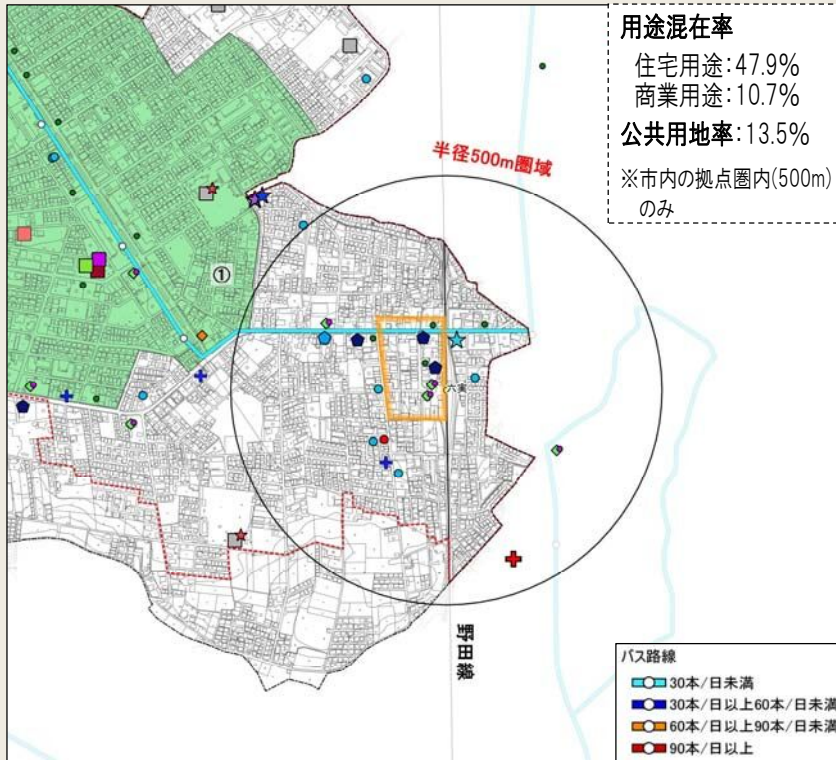 用途混在率
住宅用途:47.9%
商業用途:10.7%
公共用地率:13.5%
※市内の拠点圏内(500m)
のみ
半径500m圏域
①
六実
野田線
バス路線
30本/日未満
30本/日以上60本/日未満
60本/日以上90本/日未満
90本/日以上